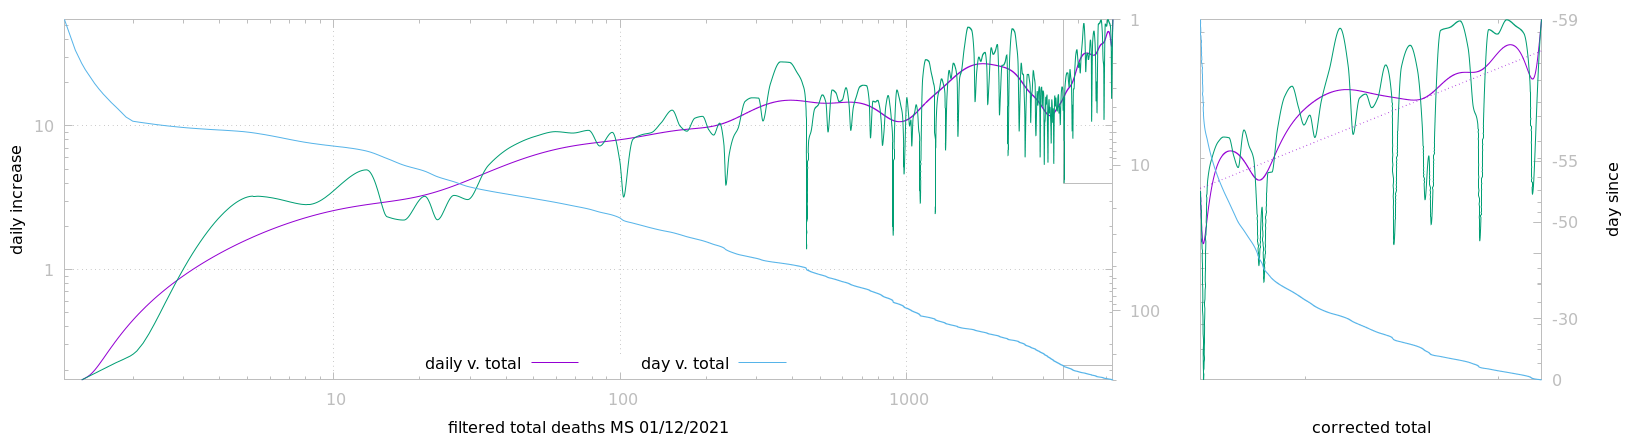 daily increase
10
1
1
10
100
daily v. total
day v. total
10
100
1000
filtered total deaths MS 01/12/2021
-59
-55
-50
-30
0
day since
corrected total